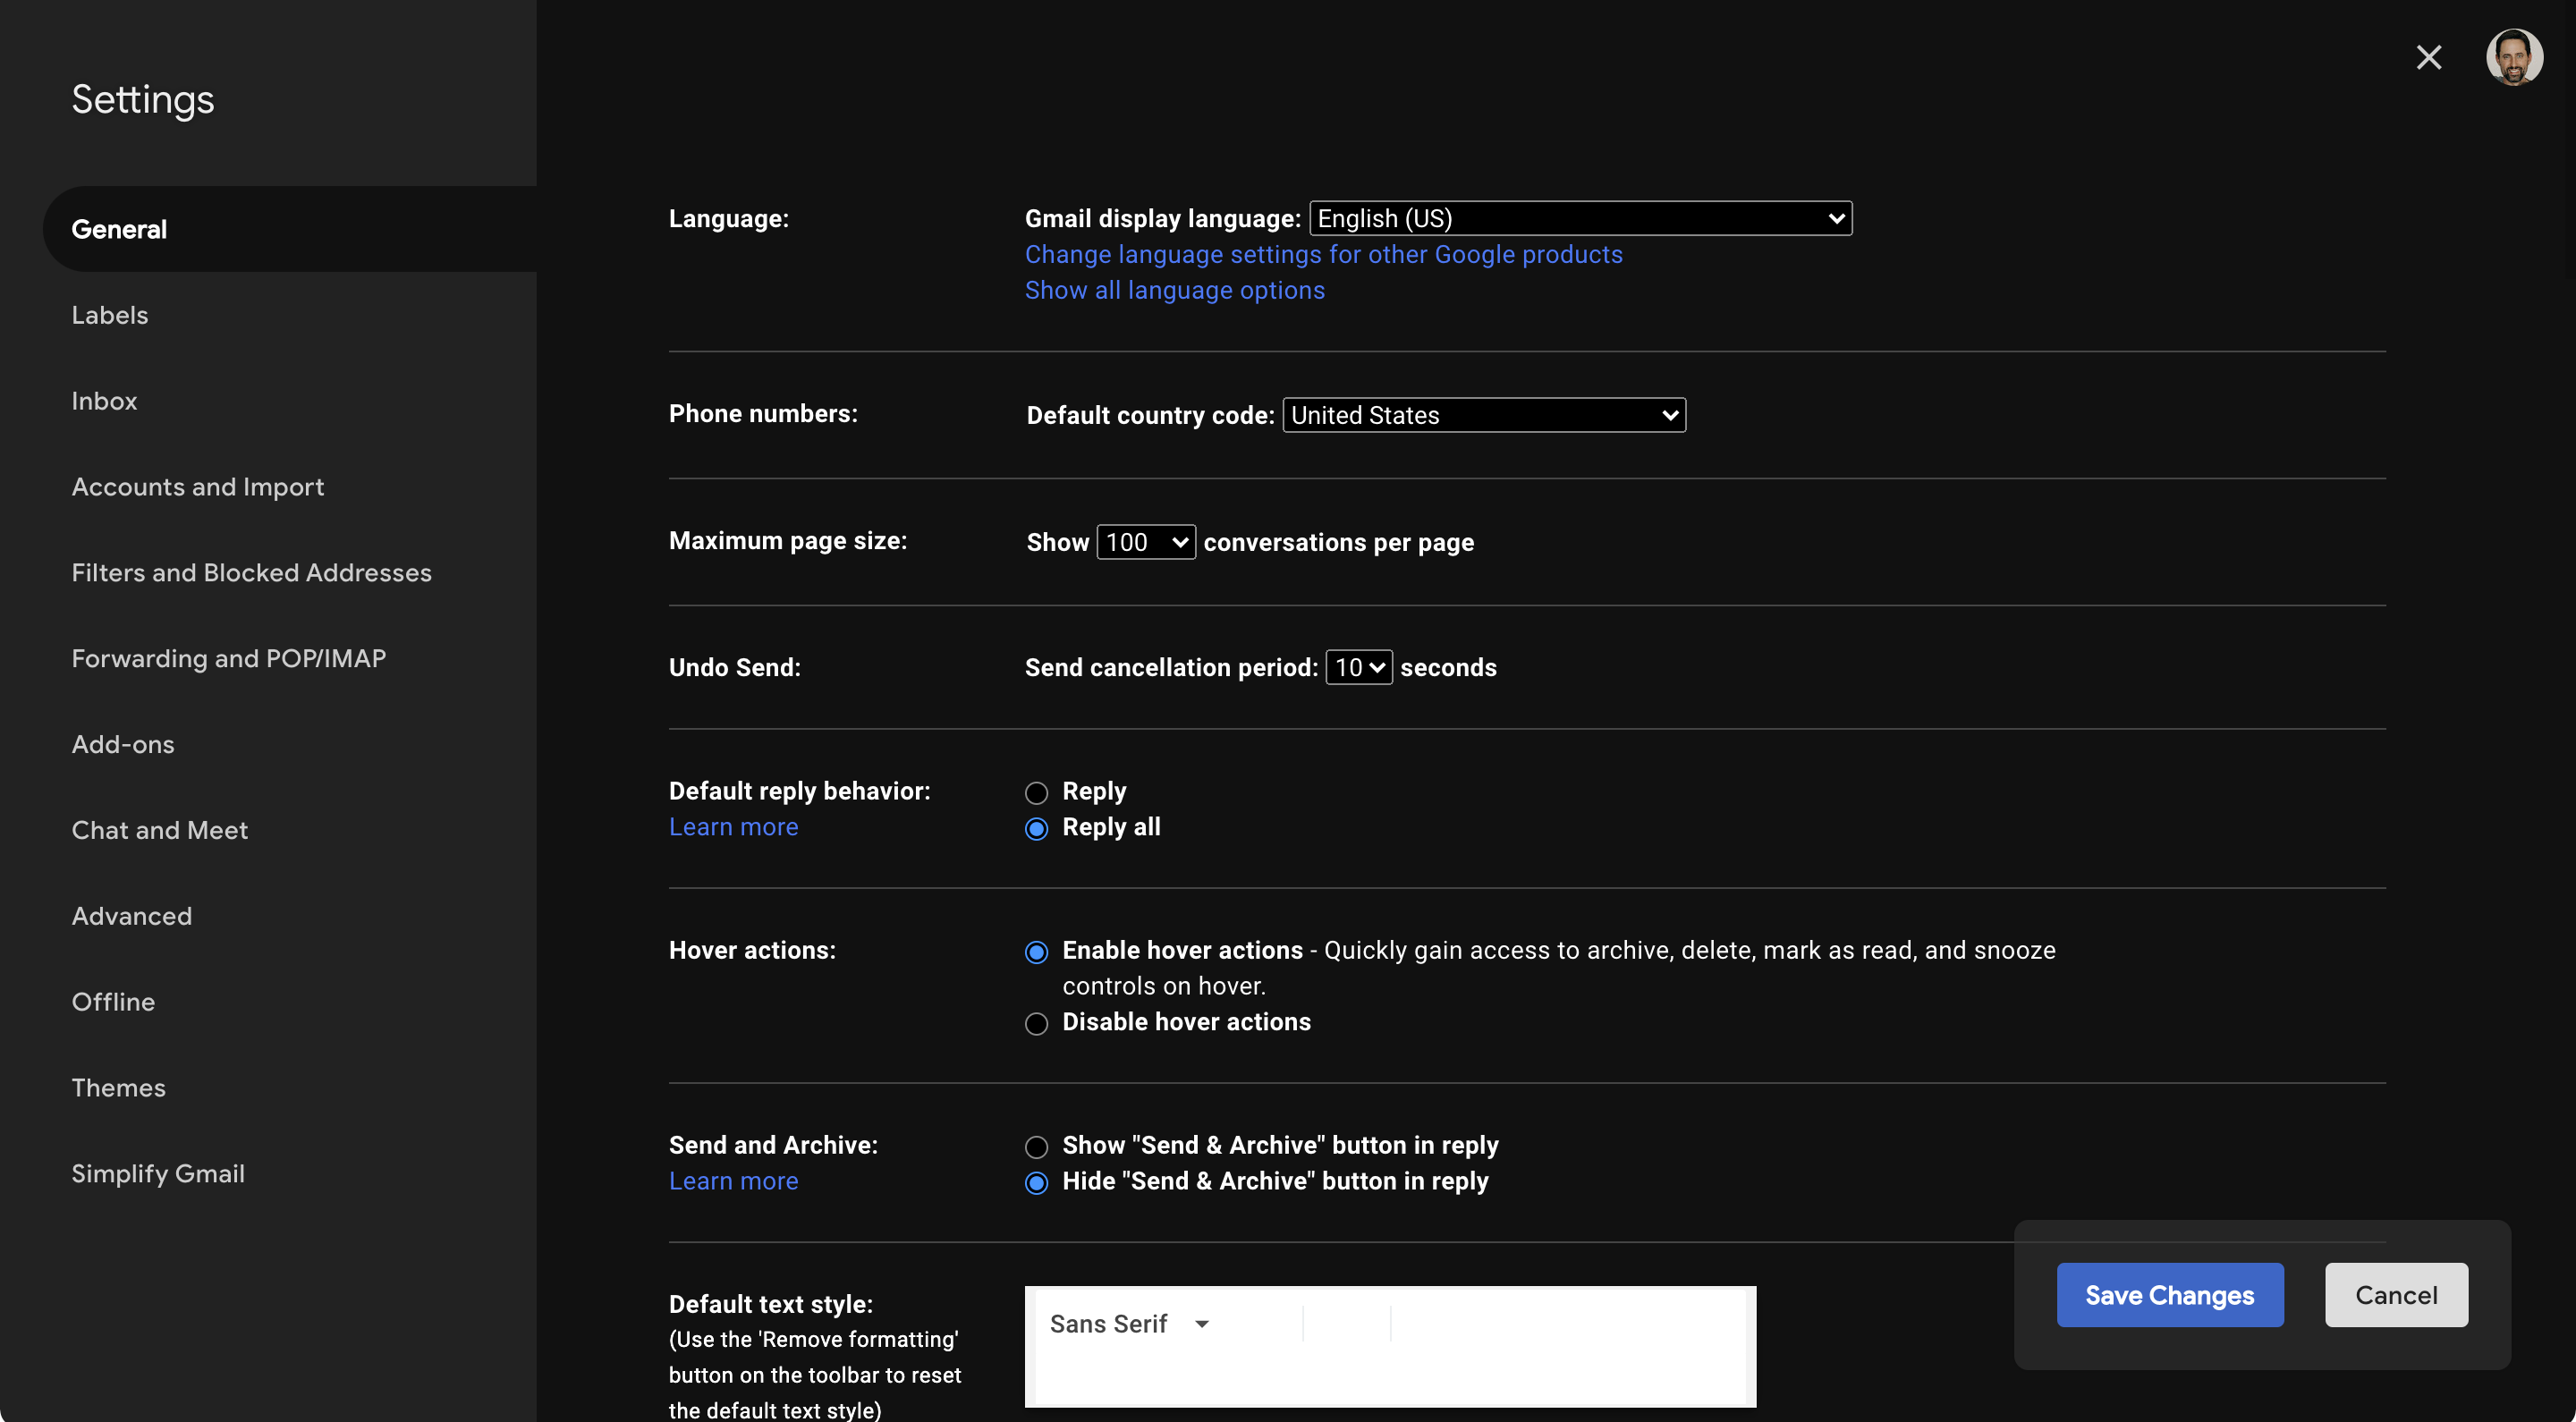 Settings
General
Labels
Inbox
Accounts and Import
Filters and Blocked Addresses
Forwarding and POP/IMAP
Add-ons
Chat and Meet
Advanced
Offline
Themes
Simplify Gmail
Language:
Gmail display language: English (US)
Change language settings for other Google products
Show all language options
Phone numbers:
Default country code: United States
Maximum page size:
Show 100 conversations per page
Undo Send:
Send cancellation period: 10 seconds
Default reply behavior:
Learn more
Reply
Reply all
Hover actions:
Enable hover actions - Quickly gain access to archive, delete, mark as read, and snooze
controls on hover.
Disable hover actions
Send and Archive:
Learn more
Show "Send & Archive" button in reply
Hide "Send & Archive" button in reply
Default text style:
(Use the 'Remove formatting'
button on the toolbar to reset
the default text style)
Sans Serif
Save Changes
Cancel